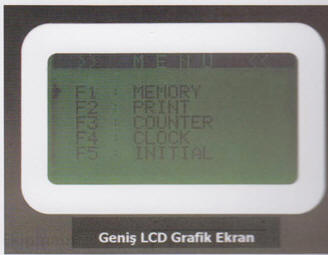 >> MENU <<
F1 : MEMORY
F2 : PRINT
F3 : COUNTER
F4 : CLOCK
F5 : INITIAL
Geniş LCD Grafik Ekran